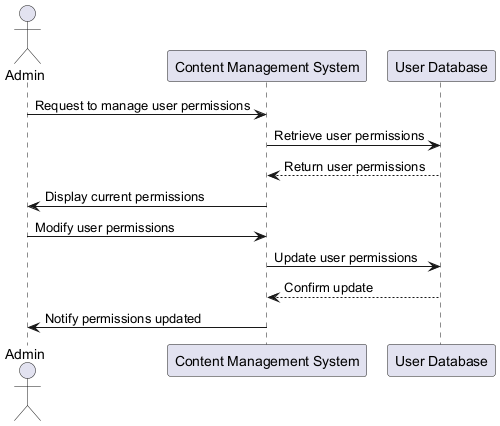 Admin
Content Management System
User Database
Request to manage user permissions
Retrieve user permissions
Return user permissions
Display current permissions
Modify user permissions
Update user permissions
Confirm update
Notify permissions updated
Admin
Content Management System
User Database